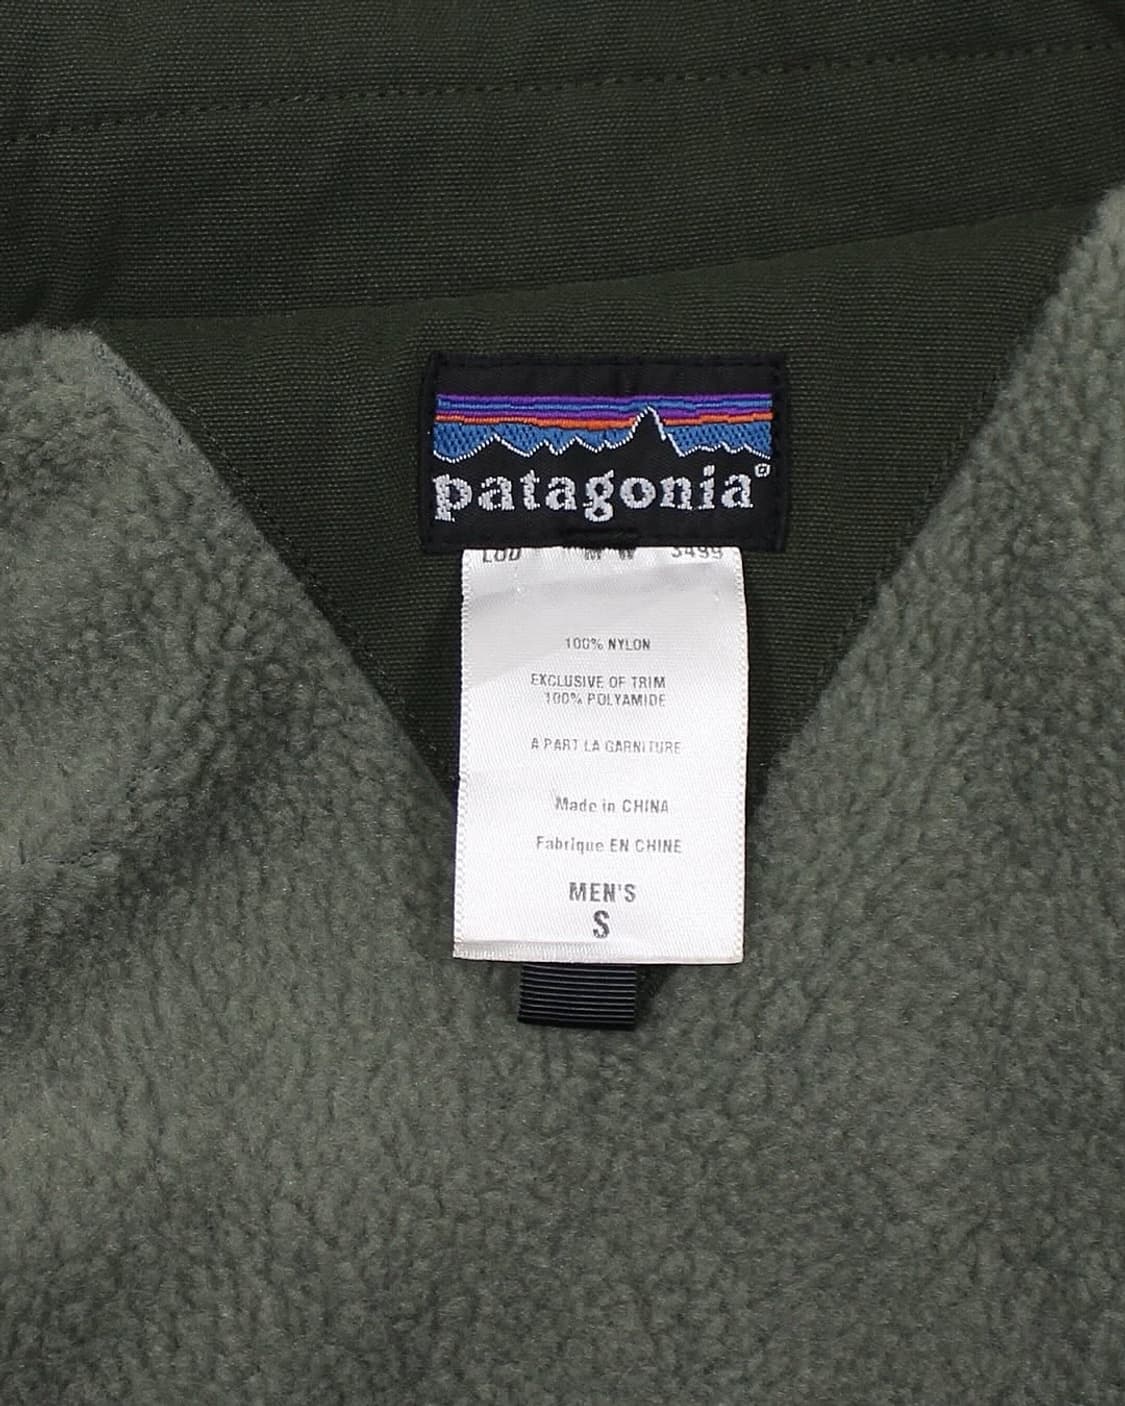 patagonia®
100% NYLON
EXCLUSIVE OF TRIM
100% POLYAMIDE
A PART LA GARNITURE
Made in CHINA
Fabrique EN CHINE
MEN'S
S